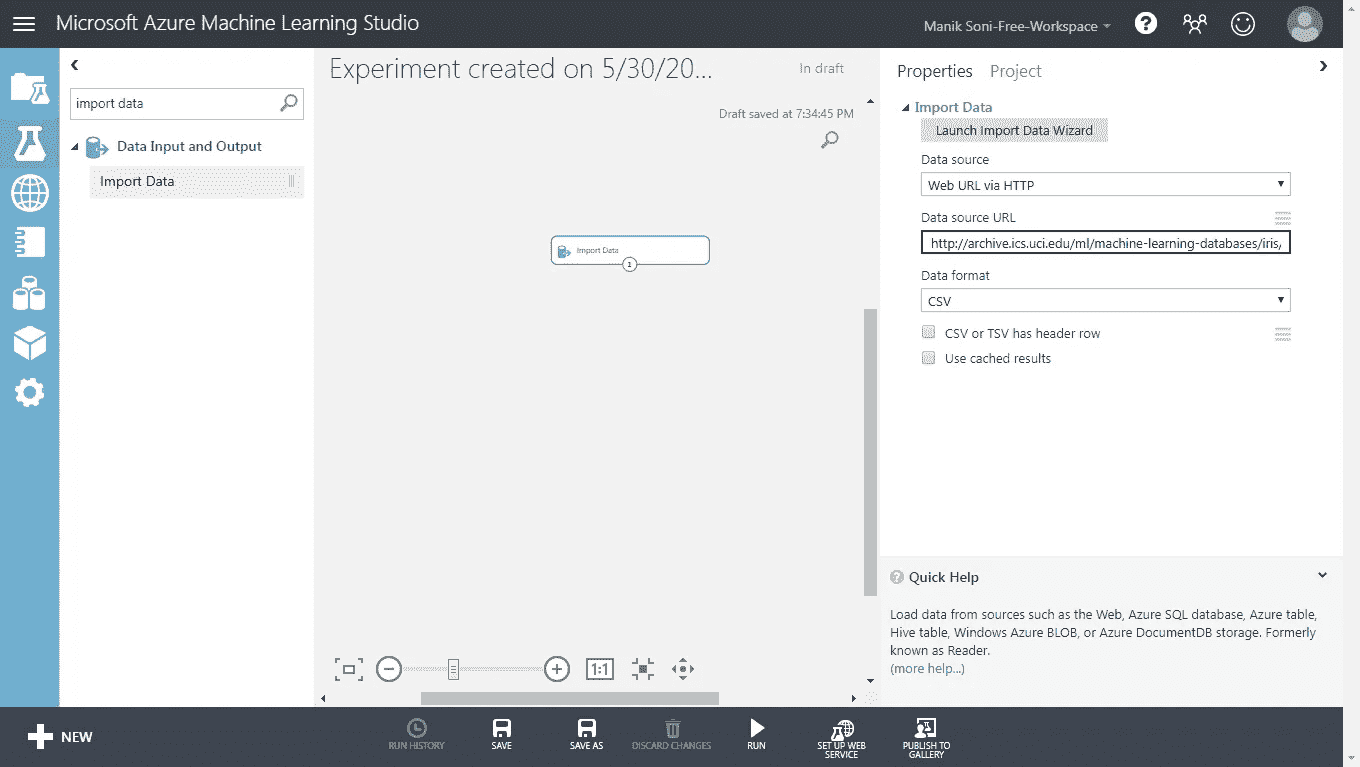 Microsoft Azure Machine Learning Studio
Manik Soni-Free-Workspace
?
import data
Data Input and Output
Import Data
Experiment created on 5/30/20...
In draft
Draft saved at 7:34:45 PM
Import Data
1
1:1
Properties Project
Import Data
Launch Import Data Wizard
Data source
Web URL via HTTP
Data source URL
http://archive.ics.uci.edu/ml/machine-learning-databases/iris/
Data format
CSV
CSV or TSV has header row
Use cached results
? Quick Help
Load data from sources such as the Web, Azure SQL database, Azure table,
Hive table, Windows Azure BLOB, or Azure DocumentDB storage. Formerly
known as Reader.
(more help...)
NEW
RUN HISTORY
SAVE
SAVE AS
DISCARD CHANGES
RUN
SET UP WEB
SERVICE
PUBLISH TO
GALLERY